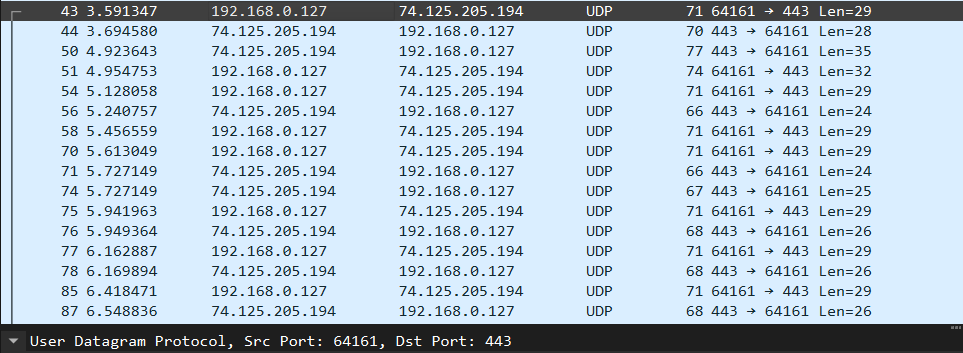 43 3.591347 192.168.0.127 74.125.205.194 UDP 71 64161 → 443 Len=29
44 3.694580 74.125.205.194 192.168.0.127 UDP 70 443 → 64161 Len=28
50 4.923643 74.125.205.194 192.168.0.127 UDP 77 443 → 64161 Len=35
51 4.954753 192.168.0.127 74.125.205.194 UDP 74 64161 → 443 Len=32
54 5.128058 192.168.0.127 74.125.205.194 UDP 71 64161 → 443 Len=29
56 5.240757 74.125.205.194 192.168.0.127 UDP 66 443 → 64161 Len=24
58 5.456559 192.168.0.127 74.125.205.194 UDP 71 64161 → 443 Len=29
70 5.613049 192.168.0.127 74.125.205.194 UDP 71 64161 → 443 Len=29
71 5.727149 74.125.205.194 192.168.0.127 UDP 66 443 → 64161 Len=24
74 5.727149 74.125.205.194 192.168.0.127 UDP 67 443 → 64161 Len=25
75 5.941963 192.168.0.127 74.125.205.194 UDP 71 64161 → 443 Len=29
76 5.949364 74.125.205.194 192.168.0.127 UDP 68 443 → 64161 Len=26
77 6.162887 192.168.0.127 74.125.205.194 UDP 71 64161 → 443 Len=29
78 6.169894 74.125.205.194 192.168.0.127 UDP 68 443 → 64161 Len=26
85 6.418471 192.168.0.127 74.125.205.194 UDP 71 64161 → 443 Len=29
87 6.548836 74.125.205.194 192.168.0.127 UDP 68 443 → 64161 Len=26
User Datagram Protocol, Src Port: 64161, Dst Port: 443